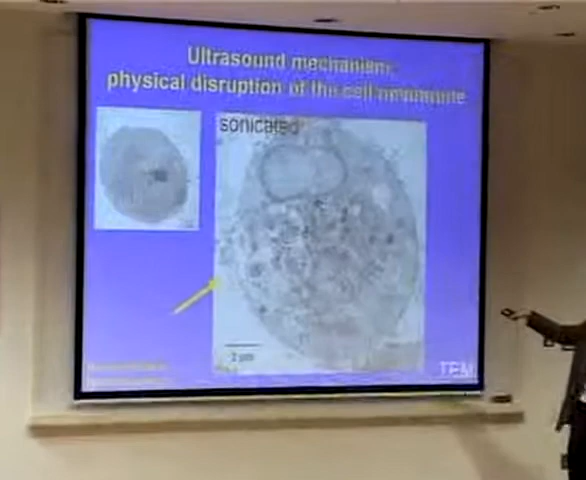 Ultrasound mechanism:
physical disruption of the cell membrane
sonicated
2 µm
TEM